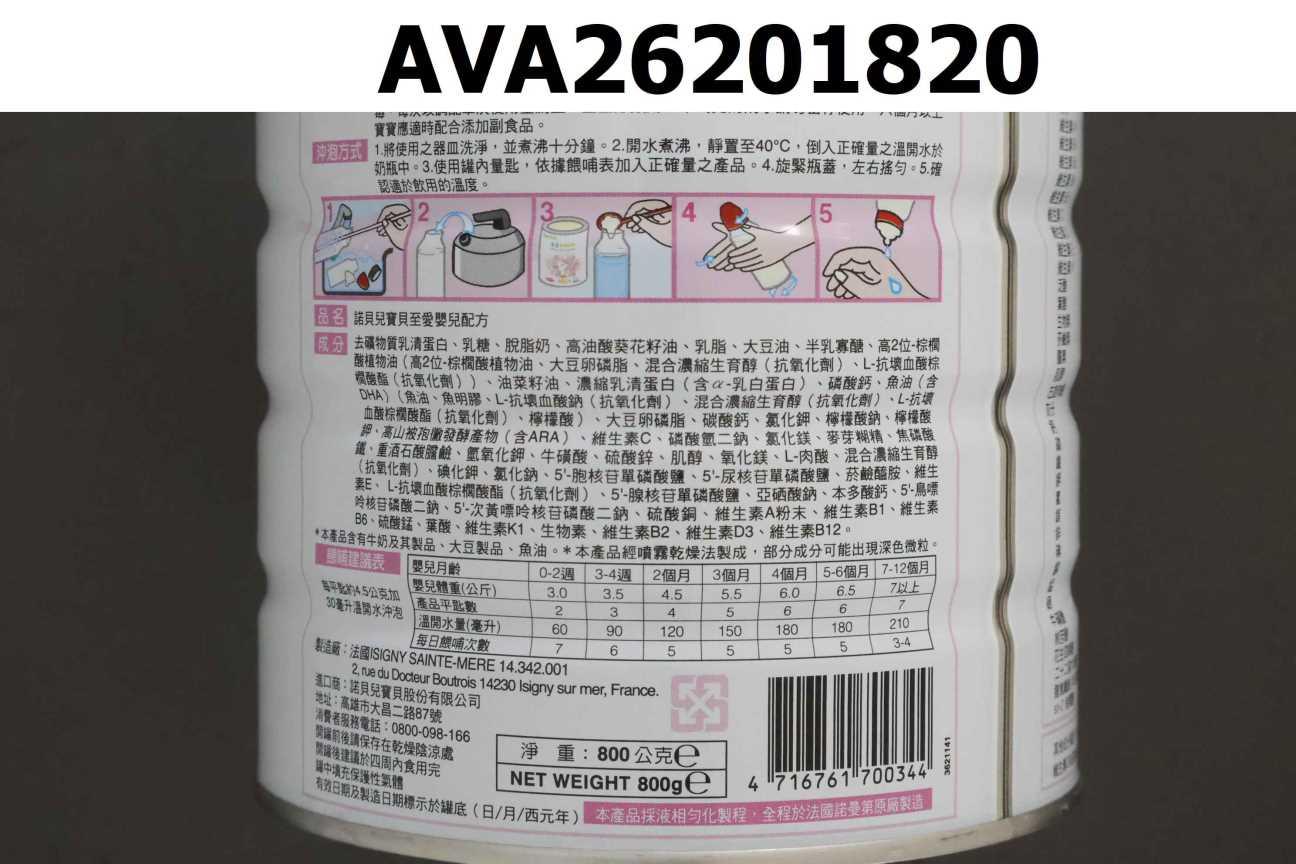 AVA26201820
寶寶應適時配合添加副食品。
沖泡方式 1.將使用之器皿洗淨，並煮沸十分鐘。2.開水煮沸，靜置至40°C，倒入正確量之溫開水於
奶瓶中。3.使用罐內量匙，依據餵哺表加入正確量之產品。4.旋緊瓶蓋，左右搖勻。5.確
認適於飲用的溫度。
1 2 3 4 5
品名 諾貝兒寶貝至愛嬰兒配方
成分 去礦物質乳清蛋白、乳糖、脫脂奶、高油酸葵花籽油、乳脂、大豆油、半乳寡醣、高2位-棕櫚
酸植物油（高2位-棕櫚酸植物油、大豆卵磷脂、混合濃縮生育醇（抗氧化劑）、L-抗壞血酸棕
櫚酸酯（抗氧化劑））、油菜籽油、濃縮乳清蛋白（含α-乳白蛋白）、磷酸鈣、魚油（含
DHA）（魚油、魚明膠、L-抗壞血酸鈉（抗氧化劑）、混合濃縮生育醇（抗氧化劑）、L-抗壞
血酸棕櫚酸酯（抗氧化劑）、檸檬酸）、大豆卵磷脂、碳酸鈣、氯化鉀、檸檬酸鈉、檸檬酸
鉀、高山被孢黴發酵產物（含ARA）、維生素C、磷酸氫二鈉、氯化鎂、麥芽糊精、焦磷酸
鐵、重酒石酸膽鹼、氫氧化鉀、牛磺酸、硫酸鋅、肌醇、氧化鎂、L-肉酸、混合濃縮生育醇
（抗氧化劑）、碘化鉀、氯化鈉、5'-胞核苷單磷酸鹽、5'-尿核苷單磷酸鹽、菸鹼醯胺、維生
素E、L-抗壞血酸棕櫚酸酯（抗氧化劑）、5'-腺核苷單磷酸鹽、亞硒酸鈉、本多酸鈣、5'-鳥嘌
呤核苷磷酸二鈉、5'-次黃嘌呤核苷磷酸二鈉、硫酸銅、維生素A粉末、維生素B1、維生素
B6、硫酸錳、葉酸、維生素K1、生物素、維生素B2、維生素D3、維生素B12。
*本產品含有牛奶及其製品、大豆製品、魚油。*本產品經噴霧乾燥法製成，部分成分可能出現深色微粒。
餵哺建議表
每平匙約4.5公克加
30毫升溫開水沖泡
嬰兒月齡 0-2週 3-4週 2個月 3個月 4個月 5-6個月 7-12個月
嬰兒體重(公斤) 3.0 3.5 4.5 5.5 6.0 6.5 7以上
產品平匙數 2 3 4 5 6 6 7
溫開水量(毫升) 60 90 120 150 180 180 210
每日餵哺次數 7 6 5 5 5 5 3-4
製造廠：法國ISIGNY SAINTE-MERE 14.342.001
2, rue du Docteur Boutrois 14230 Isigny sur mer, France.
進口商：諾貝兒寶貝股份有限公司
地址：高雄市大昌二路87號
消費者服務電話：0800-098-166
開罐前後請保存在乾燥陰涼處
開罐後建議於四周內食用完
罐中填充保護性氣體
有效日期及製造日期標示於罐底（日/月/西元年）
淨 重：800公克℮
NET WEIGHT 800g℮
4 716761 700344
3621141
本產品採液相勻化製程，全程於法國諾曼第原廠製造